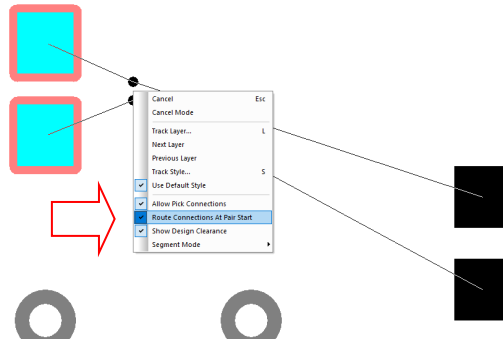 Cancel Esc
Cancel Mode
Track Layer... L
Next Layer
Previous Layer
Track Style... S
Use Default Style
Allow Pick Connections
Route Connections At Pair Start
Show Design Clearance
Segment Mode